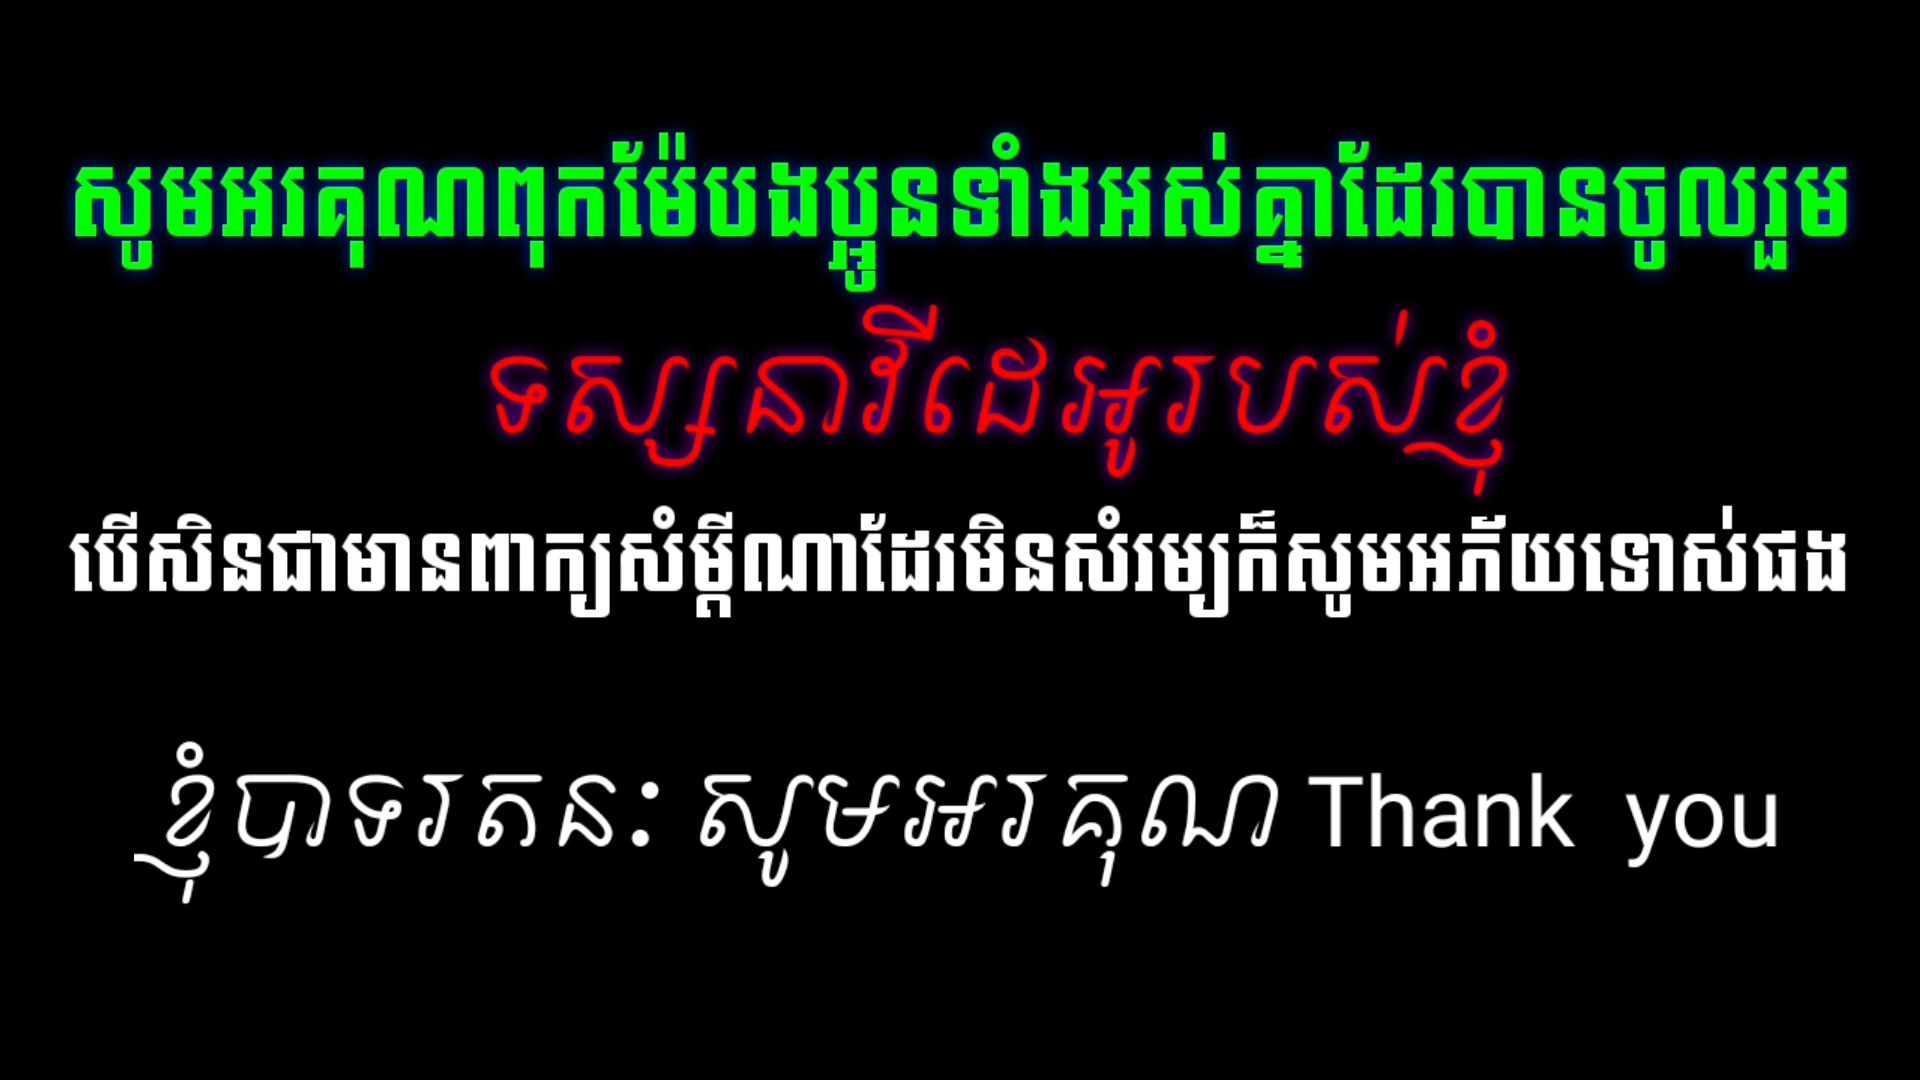 សូមអរគុណពុកម៉ែបងប្អូនទាំងអស់គ្នាដែរបានចូលរួម
ទស្សនាវីដេអូរបស់ខ្ញុំ
បើសិនជាមានពាក្យសំម្ដីណាដែរមិនសំរម្យក៏សូមអភ័យទោស់ផង
ខ្ញុំបាទរតនៈ សូមអរគុណ Thank you